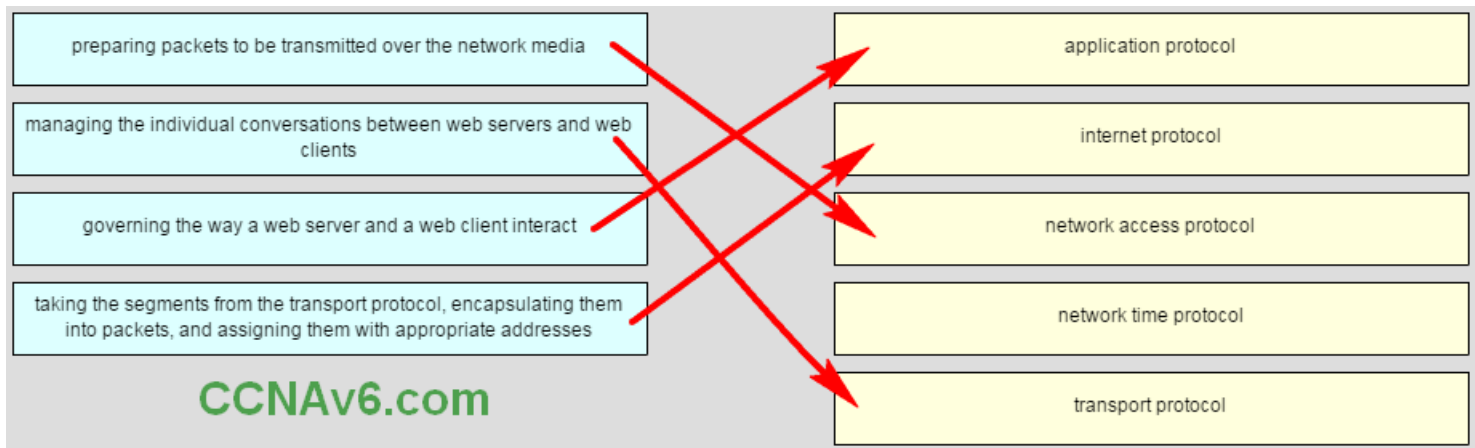 preparing packets to be transmitted over the network media
managing the individual conversations between web servers and web
clients
governing the way a web server and a web client interact
taking the segments from the transport protocol, encapsulating them
into packets, and assigning them with appropriate addresses
CCNAv6.com
application protocol
internet protocol
network access protocol
network time protocol
transport protocol